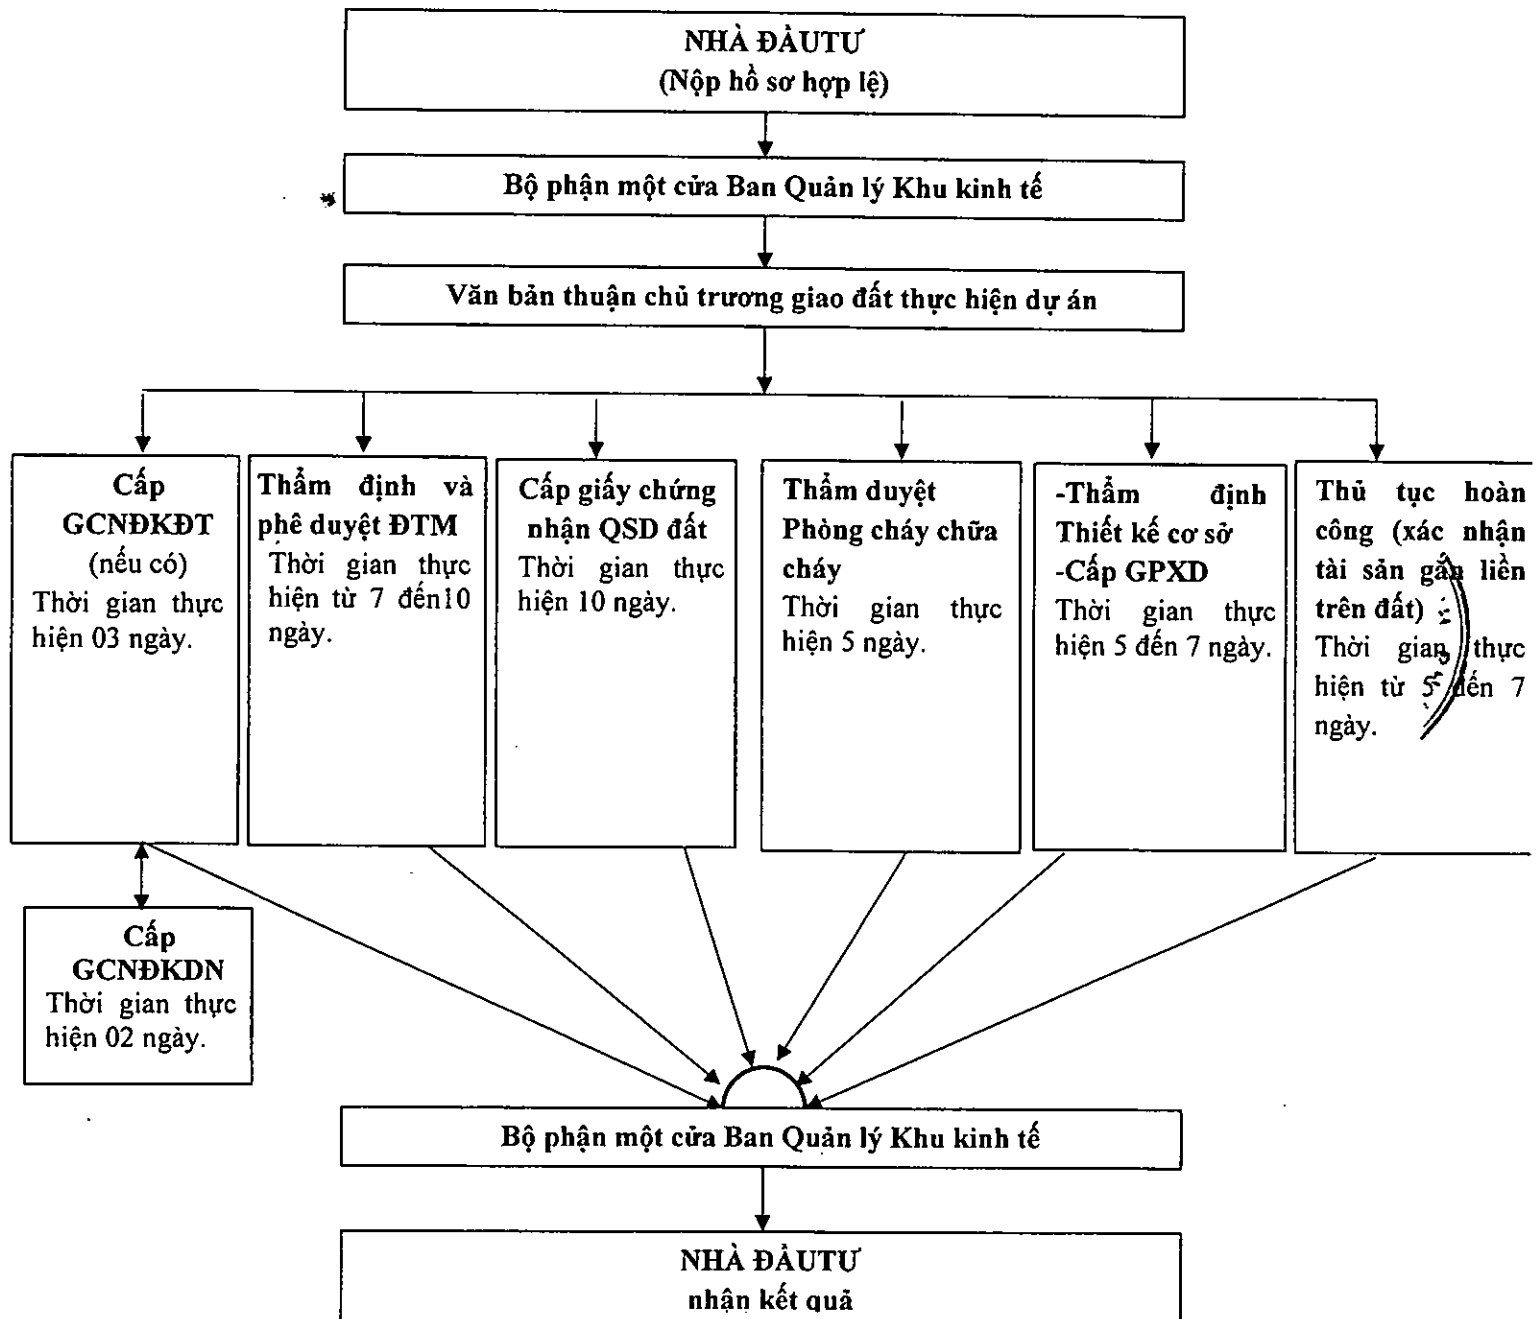 NHÀ ĐẦUTƯ
(Nộp hồ sơ hợp lệ)
Bộ phận một cửa Ban Quản lý Khu kinh tế
Văn bản thuận chủ trương giao đất thực hiện dự án
Cấp
GCNĐKĐT
(nếu có)
Thời gian thực
hiện 03 ngày.
Thẩm định và
phê duyệt ĐTM
Thời gian thực
hiện từ 7 đến10
ngày.
Cấp giấy chứng
nhận QSD đất
Thời gian thực
hiện 10 ngày.
Thẩm duyệt
Phòng cháy chữa
cháy
Thời gian thực
hiện 5 ngày.
-Thẩm định
Thiết kế cơ sở
-Cấp GPXD
Thời gian thực
hiện 5 đến 7 ngày.
Thủ tục hoàn
công (xác nhận
tài sản gắn liền
trên đất)
Thời gian thực
hiện từ 5 đến 7
ngày.
Cấp
GCNĐKDN
Thời gian thực
hiện 02 ngày.
Bộ phận một cửa Ban Quản lý Khu kinh tế
NHÀ ĐẦUTƯ
nhận kết quả